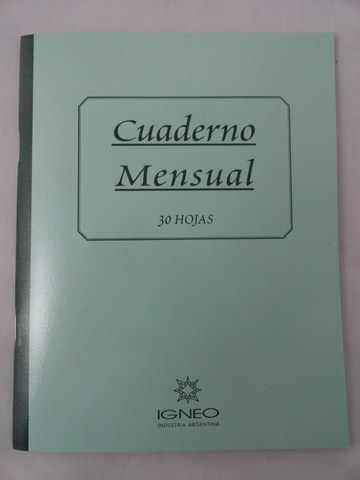 Cuaderno
Mensual
30 HOJAS
IGNEO
INDUSTRIA ARGENTINA